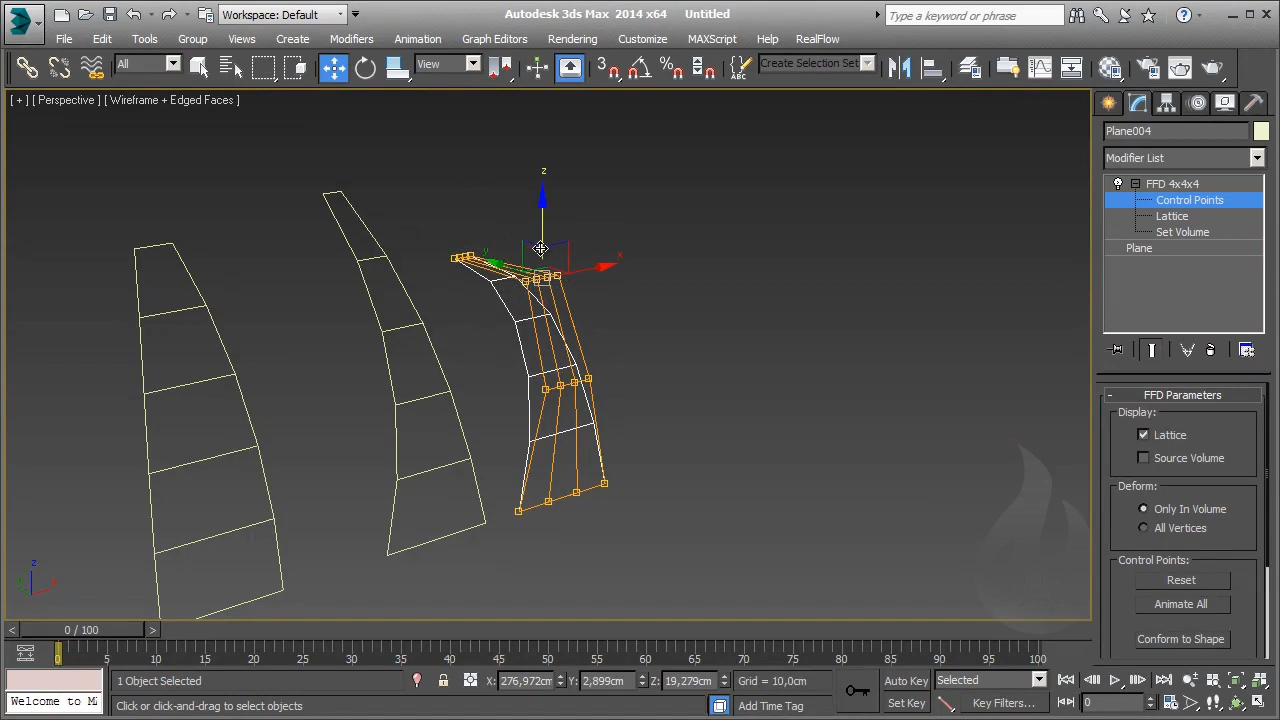 Workspace: Default
Autodesk 3ds Max 2014 x64 Untitled
Type a keyword or phrase
File Edit Tools Group Views Create Modifiers Animation Graph Editors Rendering Customize MAXScript Help RealFlow
All View 3 Create Selection Set
[ + ] [ Perspective ] [ Wireframe + Edged Faces ]
Plane004
Modifier List
FFD 4x4x4
Control Points
Lattice
Set Volume
Plane
z
x
y
FFD Parameters
Display:
Lattice
Source Volume
Deform:
Only In Volume
All Vertices
Control Points:
Reset
Animate All
Conform to Shape
z
x
0 / 100
0 5 10 15 20 25 30 35 40 45 50 55 60 65 70 75 80 85 90 95 100
1 Object Selected X: 276,972cm Y: 2,899cm Z: 19,279cm Grid = 10,0cm Auto Key Selected
Welcome to M Click or click-and-drag to select objects Add Time Tag Set Key Key Filters... 0